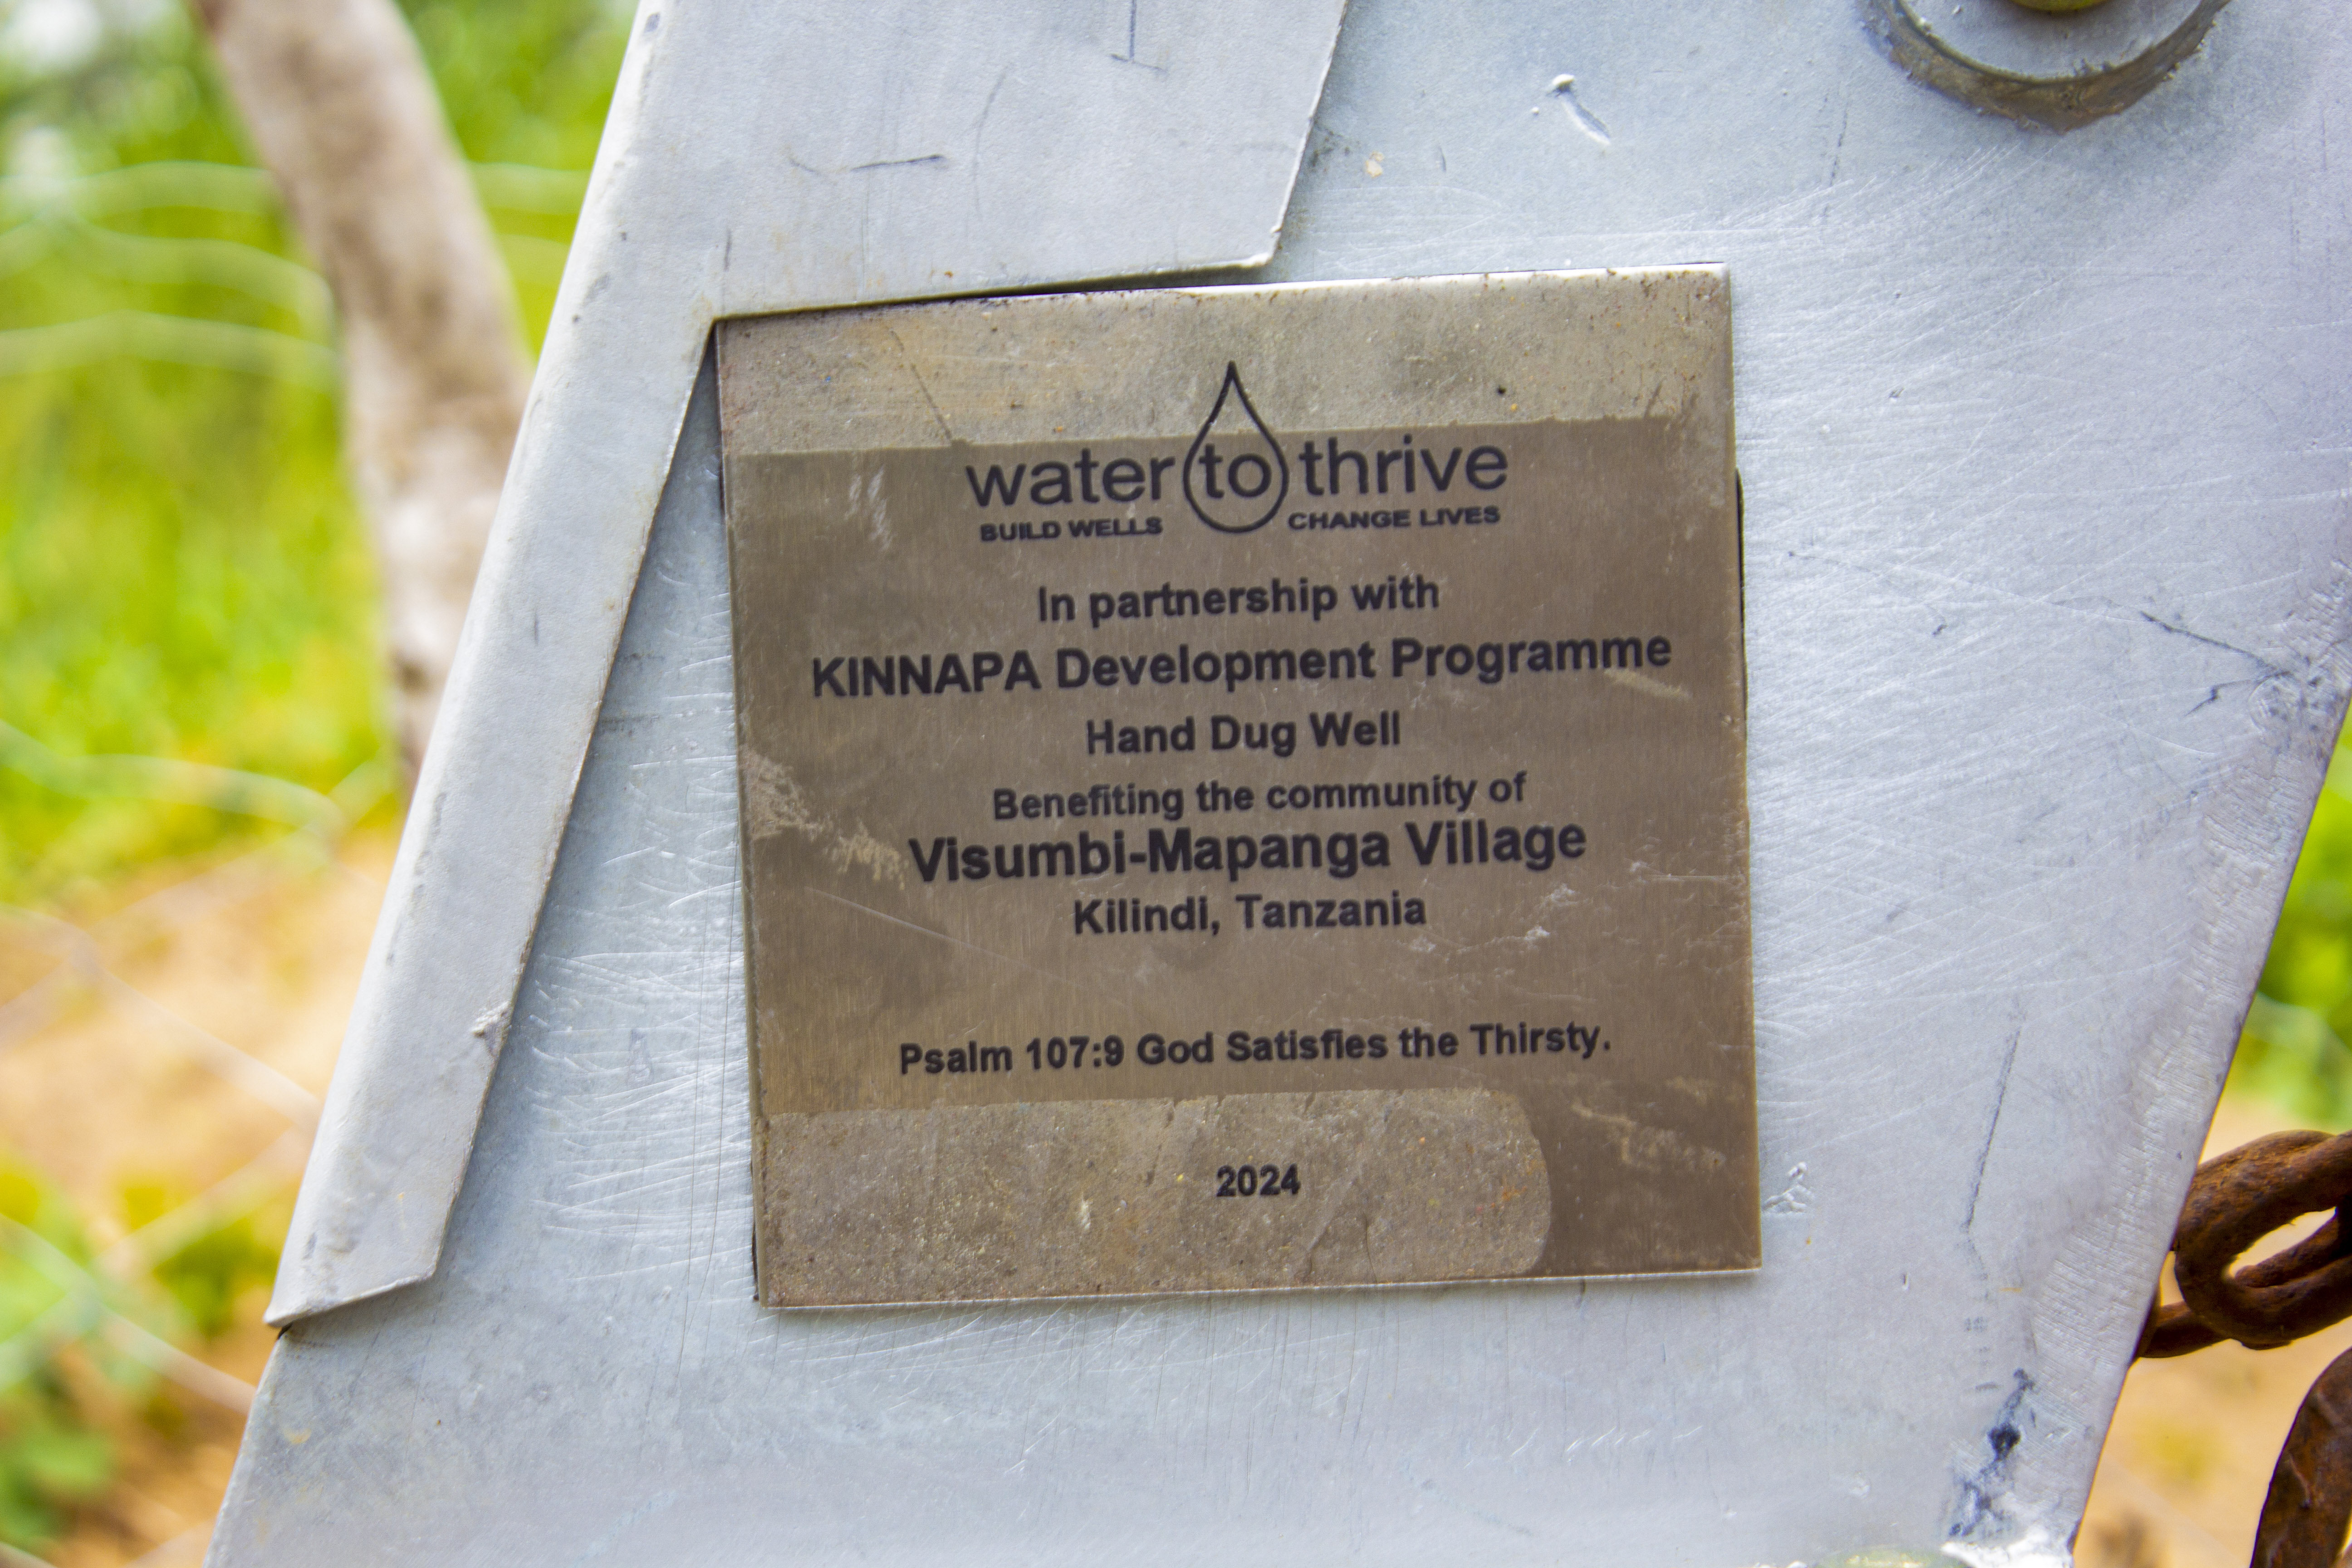 water to thrive
BUILD WELLS CHANGE LIVES
In partnership with
KINNAPA Development Programme
Hand Dug Well
Benefiting the community of
Visumbi-Mapanga Village
Kilindi, Tanzania
Psalm 107:9 God Satisfies the Thirsty.
2024